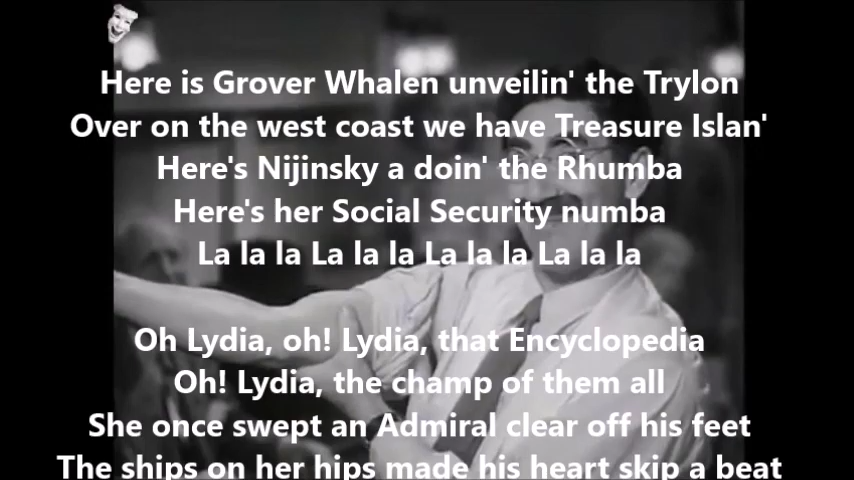 Here is Grover Whalen unveilin' the Trylon
Over on the west coast we have Treasure Islan'
Here's Nijinsky a doin' the Rhumba
Here's her Social Security numba
La la la La la la La la la La la la
Oh Lydia, oh! Lydia, that Encyclopedia
Oh! Lydia, the champ of them all
She once swept an Admiral clear off his feet
The ships on her hips made his heart skip a beat